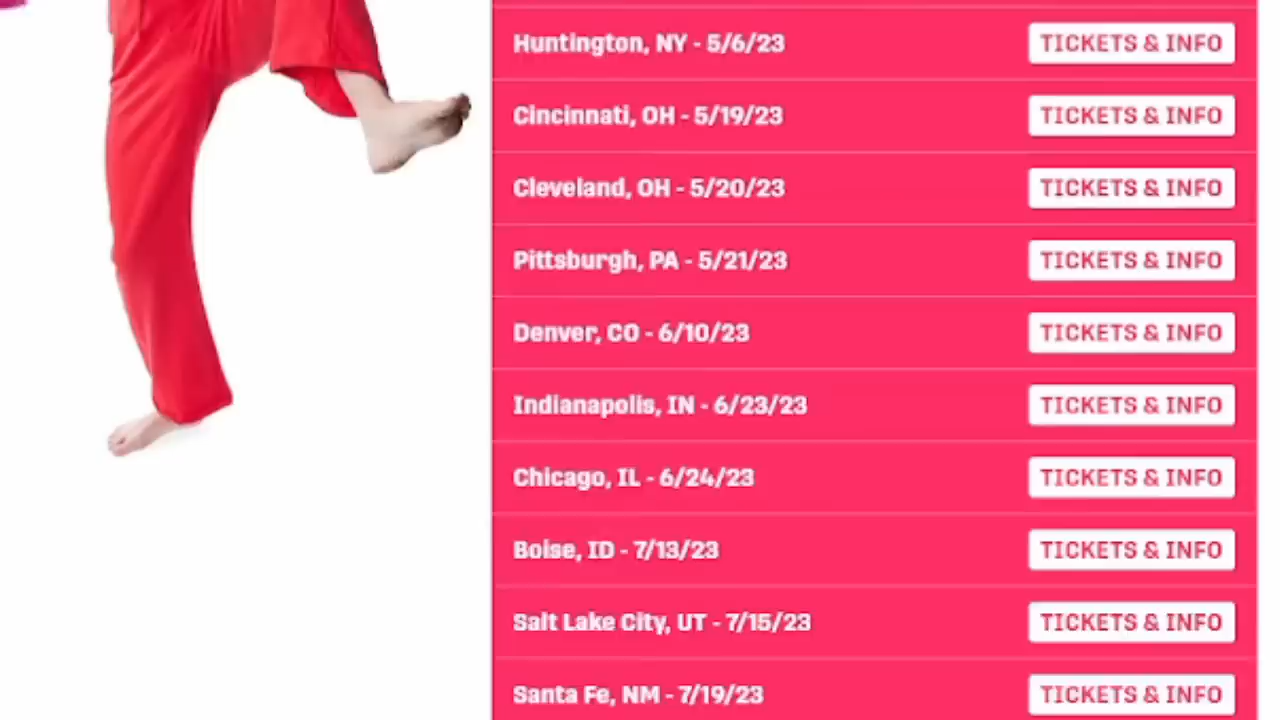 Huntington, NY - 5/6/23 TICKETS & INFO
Cincinnati, OH - 5/19/23 TICKETS & INFO
Cleveland, OH - 5/20/23 TICKETS & INFO
Pittsburgh, PA - 5/21/23 TICKETS & INFO
Denver, CO - 6/10/23 TICKETS & INFO
Indianapolis, IN - 6/23/23 TICKETS & INFO
Chicago, IL - 6/24/23 TICKETS & INFO
Boise, ID - 7/13/23 TICKETS & INFO
Salt Lake City, UT - 7/15/23 TICKETS & INFO
Santa Fe, NM - 7/19/23 TICKETS & INFO